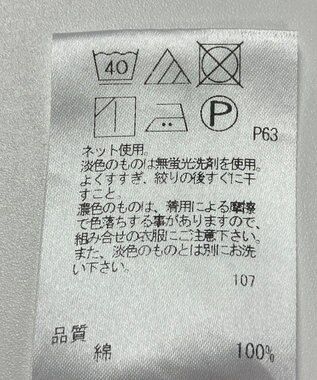 40
P
P63
ネット使用。
淡色のものは無蛍光洗剤を使用。
よくすすぎ、絞りの後すぐに干
すこと。
濃色のものは、着用による摩擦
で色落ちする事がありますので、
組み合せの衣服にご注意下さい。
また、淡色のものとは別にお洗
い下さい。
107
品質
綿 100%